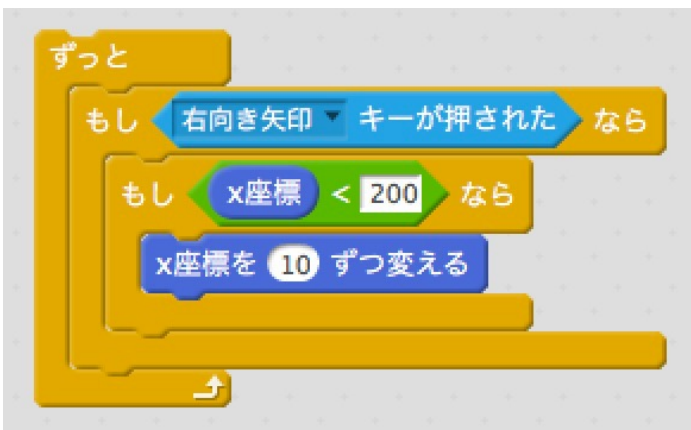 ずっと
もし 右向き矢印 キーが押された なら
もし x座標 < 200 なら
x座標を 10 ずつ変える